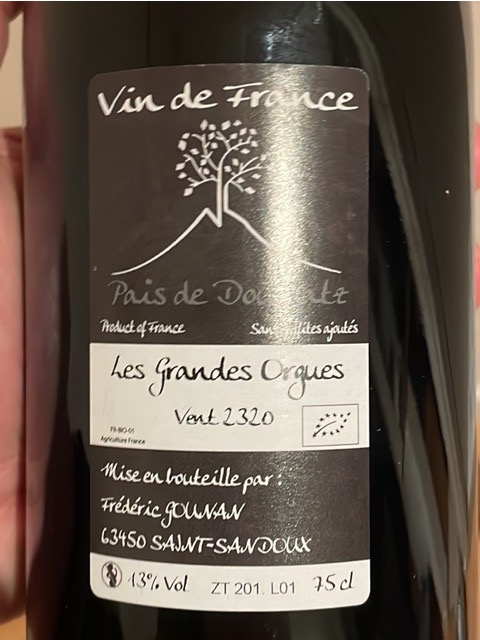 Vin de France
Pais de
Product of France
Sans sulfites ajoutés
Les Grandes Orgues
Vent 2320
FR-BIO-01
Agriculture France
Mise en bouteille par :
Frédéric GOUNAN
63450 SAINT-SANDOUX
13% Vol
ZT 201. L01
75 cl